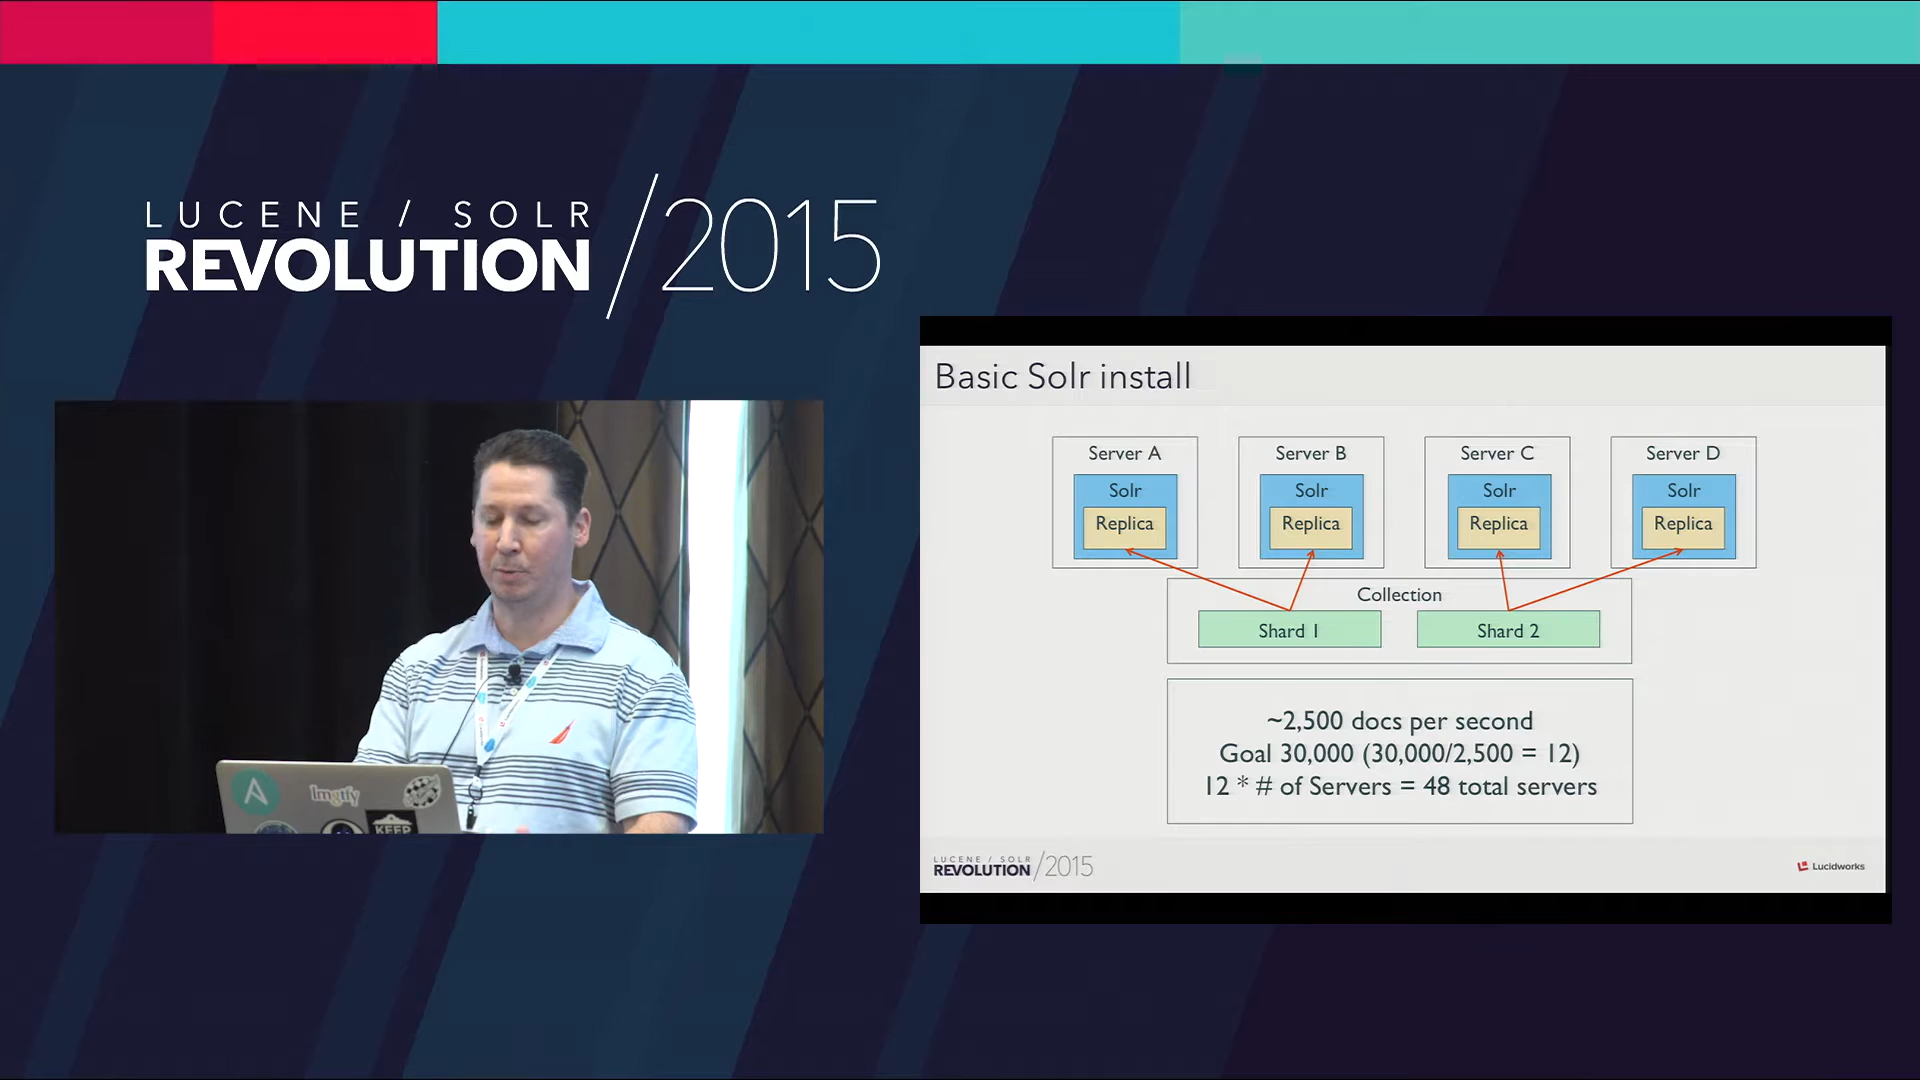 LUCENE / SOLR
REVOLUTION /2015
Basic Solr install
Server A
Server B
Server C
Server D
Solr
Solr
Solr
Solr
Replica
Replica
Replica
Replica
Collection
Shard 1
Shard 2
~2,500 docs per second
Goal 30,000 (30,000/2,500 = 12)
12 * # of Servers = 48 total servers
LUCENE / SOLR
REVOLUTION /2015
Lucidworks
lmgtfy
KEEP